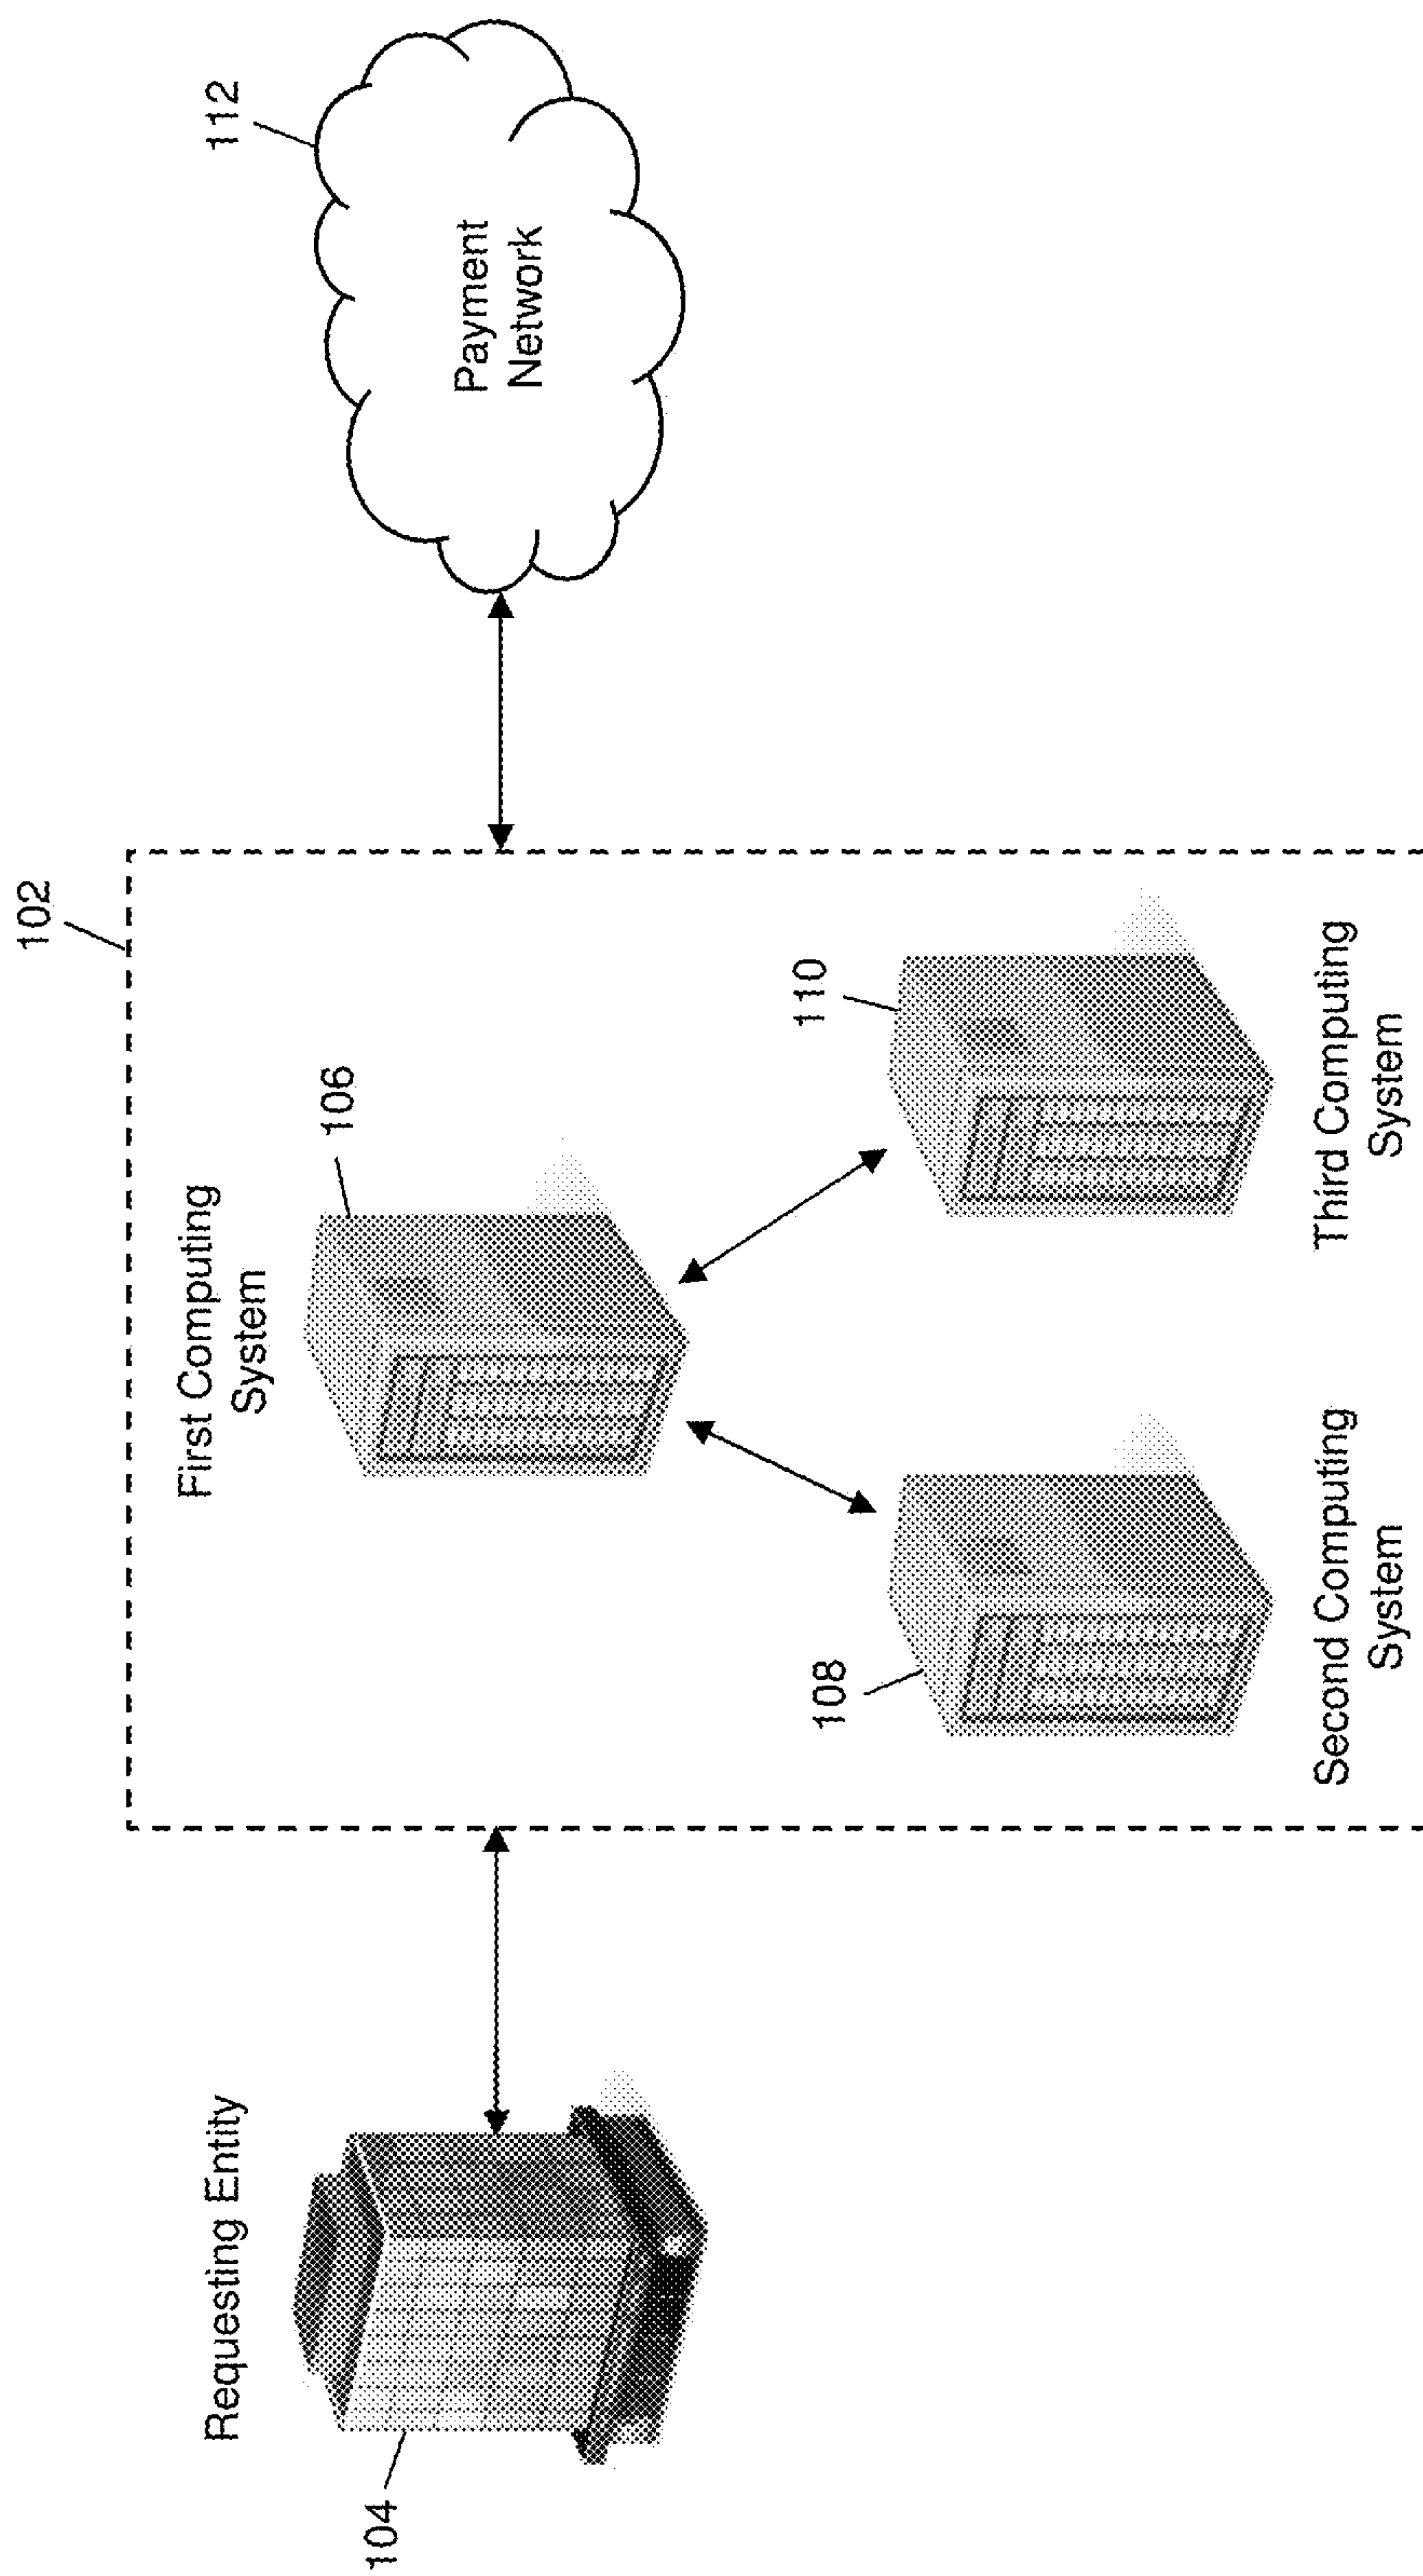 102
Requesting Entity
104
First Computing
System
106
108
Second Computing
System
110
Third Computing
System
112
Payment
Network